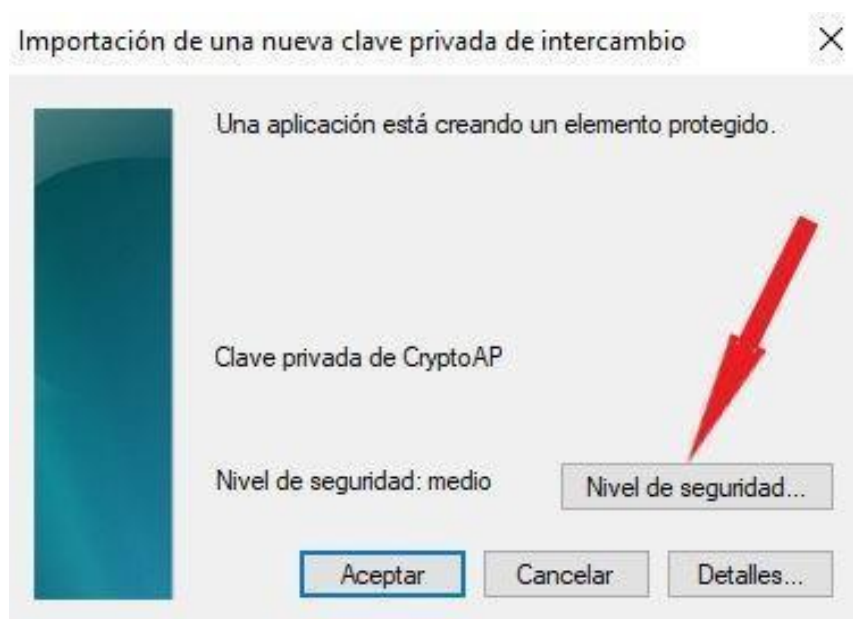 Importación de una nueva clave privada de intercambio
Una aplicación está creando un elemento protegido.
Clave privada de CryptoAP
Nivel de seguridad: medio
Nivel de seguridad...
Aceptar
Cancelar
Detalles...